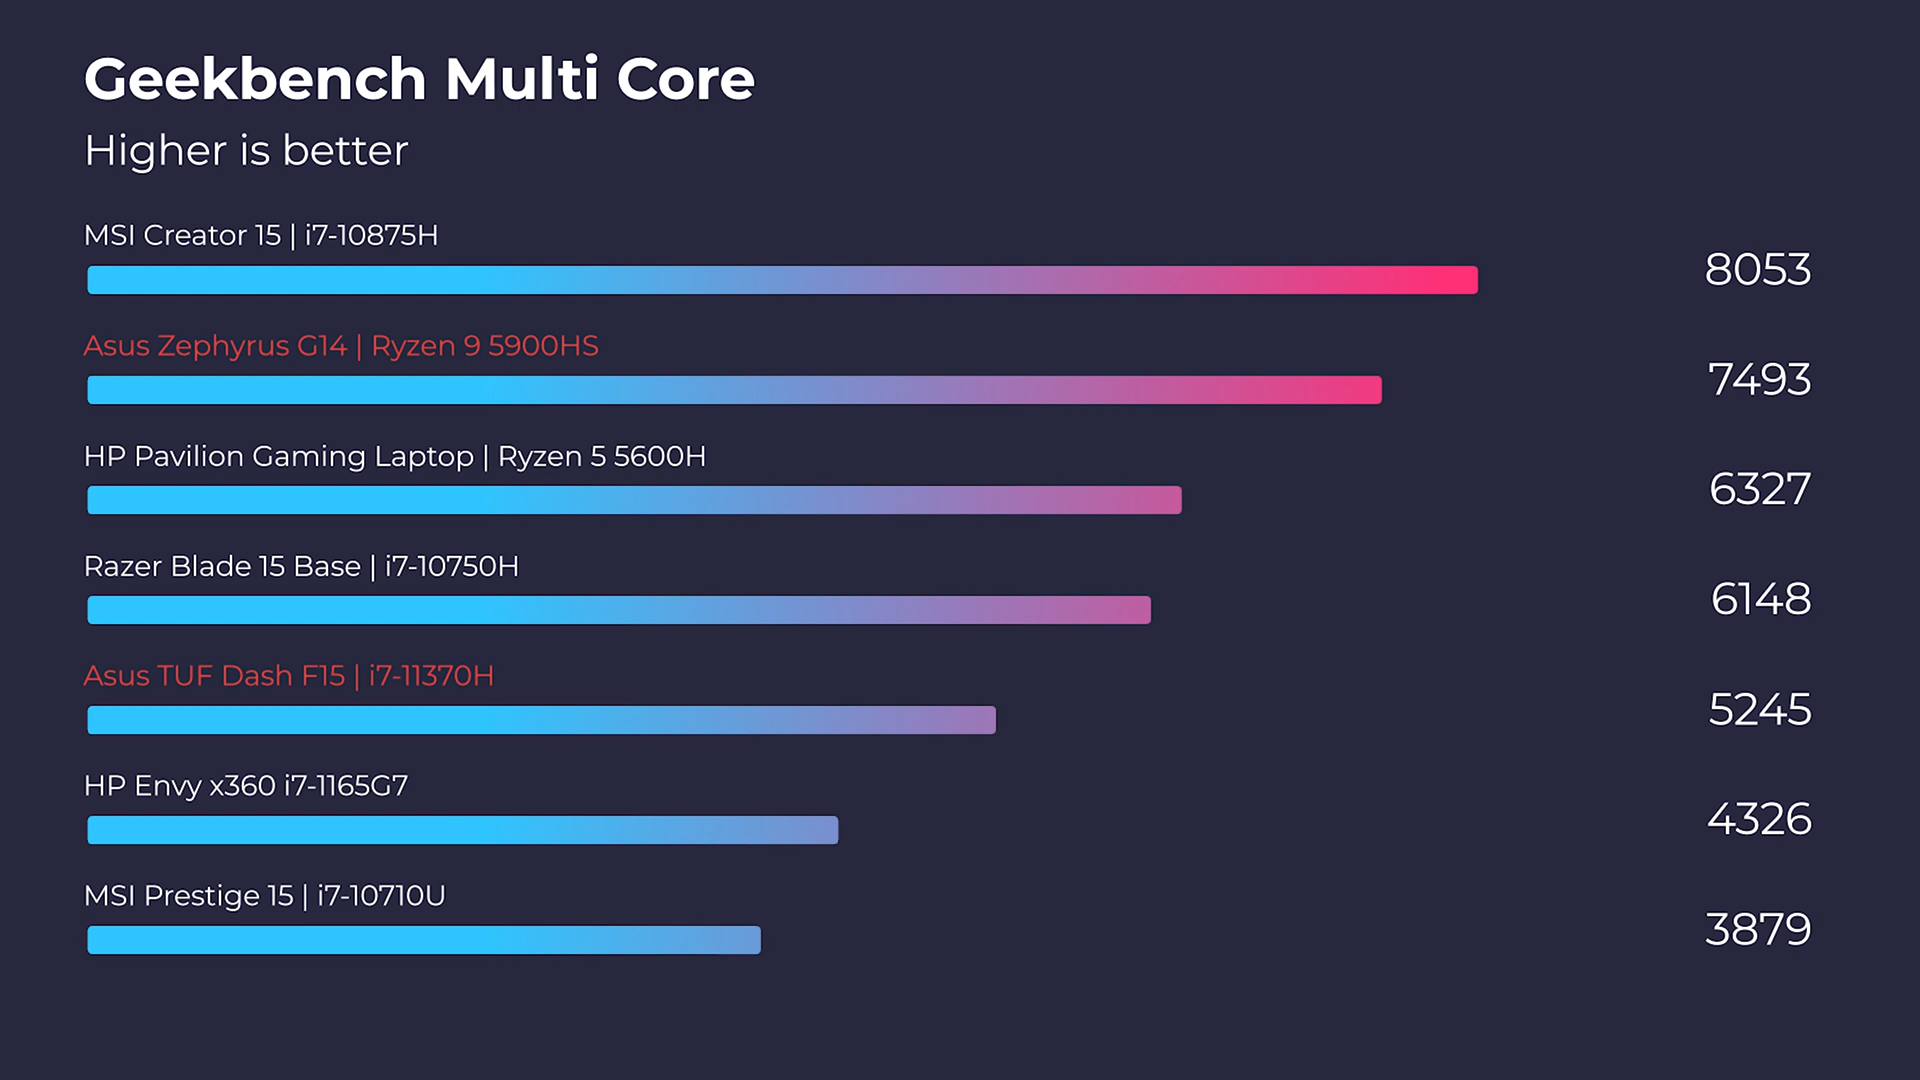 Geekbench Multi Core
Higher is better
MSI Creator 15 | i7-10875H
8053
Asus Zephyrus G14 | Ryzen 9 5900HS
7493
HP Pavilion Gaming Laptop | Ryzen 5 5600H
6327
Razer Blade 15 Base | i7-10750H
6148
Asus TUF Dash F15 | i7-11370H
5245
HP Envy x360 i7-1165G7
4326
MSI Prestige 15 | i7-10710U
3879